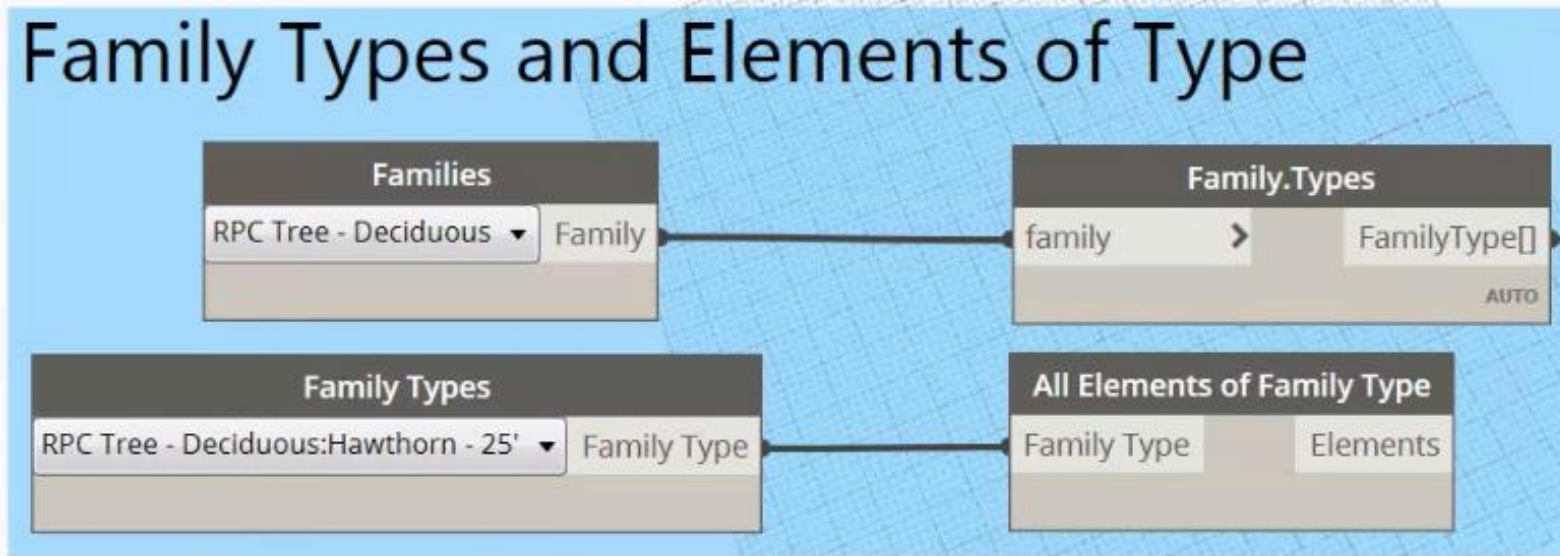 Family Types and Elements of Type
Families
RPC Tree - Deciduous
Family
Family.Types
family
>
FamilyType[]
AUTO
Family Types
RPC Tree - Deciduous:Hawthorn - 25'
Family Type
All Elements of Family Type
Family Type
Elements